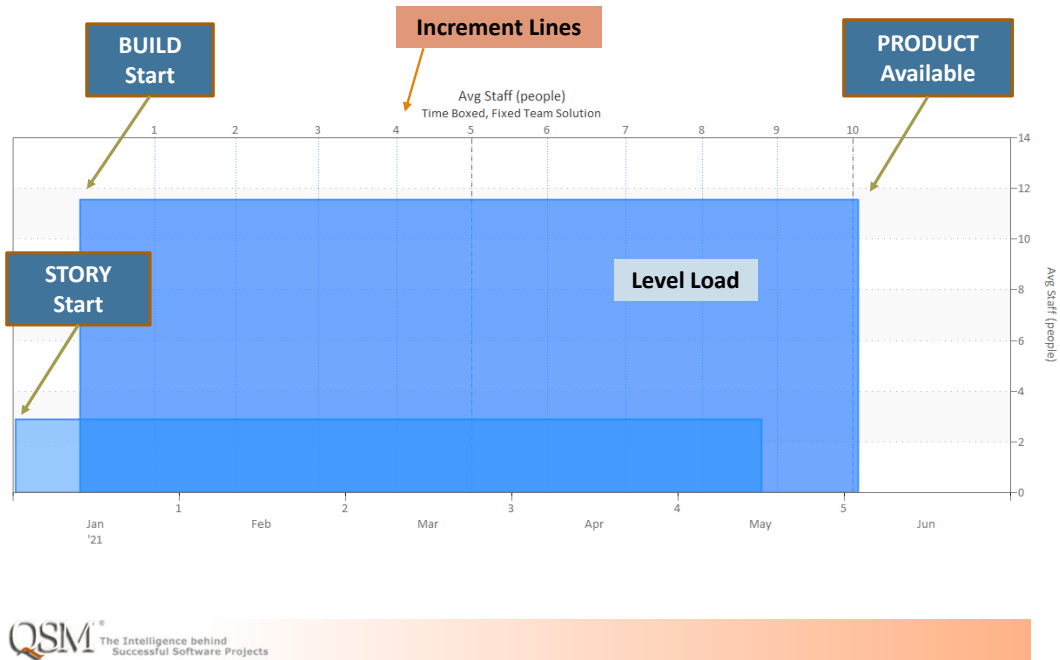 Increment Lines
BUILD
Start
PRODUCT
Available
Avg Staff (people)
Time Boxed, Fixed Team Solution
1 2 3 4 5 6 7 8 9 10
14
12
10
8
6
4
2
0
Avg Staff (people)
STORY
Start
Level Load
1 2 3 4 5
Jan Feb Mar Apr May Jun
'21
QSM ® The Intelligence behind
Successful Software Projects